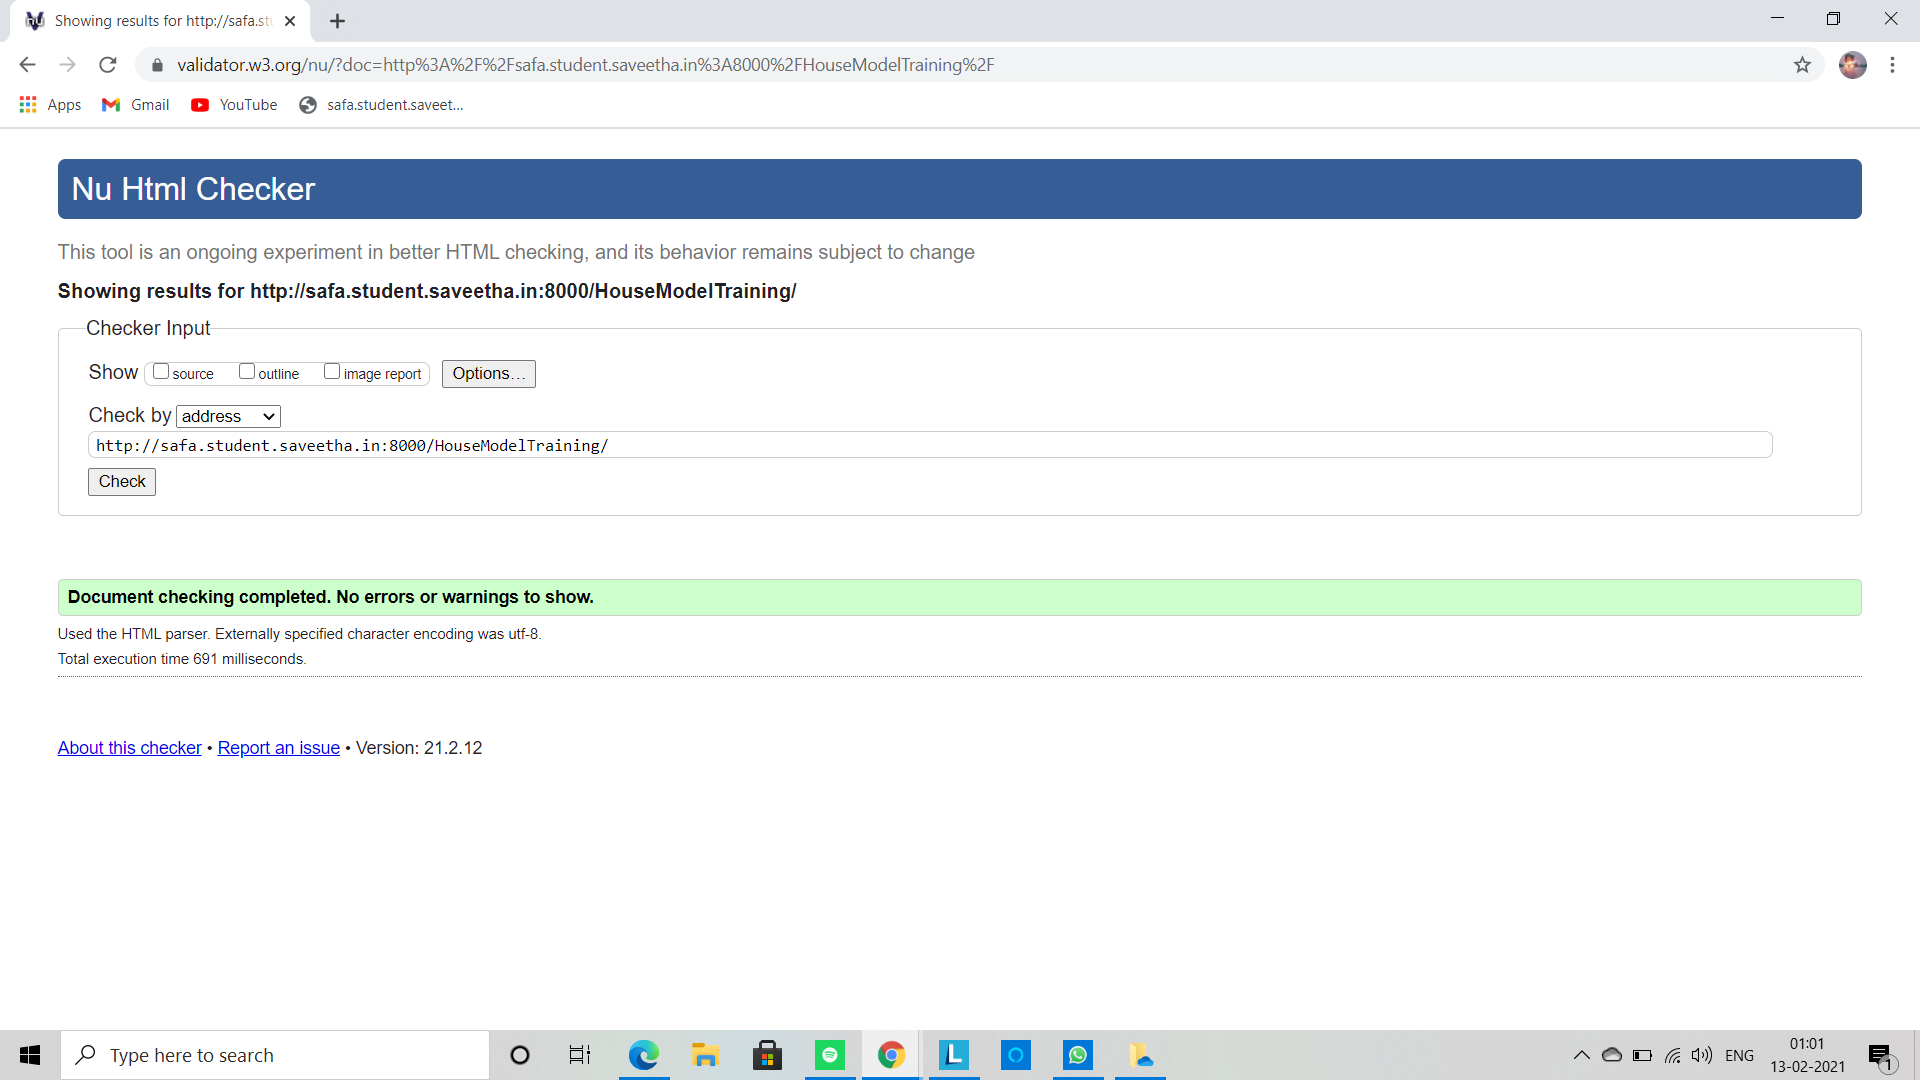 Showing results for http://safa.st
validator.w3.org/nu/?doc=http%3A%2F%2Fsafa.student.saveetha.in%3A8000%2FHouseModelTraining%2F
Apps Gmail YouTube safa.student.saveet...
Nu Html Checker
This tool is an ongoing experiment in better HTML checking, and its behavior remains subject to change
Showing results for http://safa.student.saveetha.in:8000/HouseModelTraining/
Checker Input
Show source outline image report Options...
Check by address
http://safa.student.saveetha.in:8000/HouseModelTraining/
Check
Document checking completed. No errors or warnings to show.
Used the HTML parser. Externally specified character encoding was utf-8.
Total execution time 691 milliseconds.
About this checker • Report an issue • Version: 21.2.12
Type here to search
L
ENG
01:01
13-02-2021
1